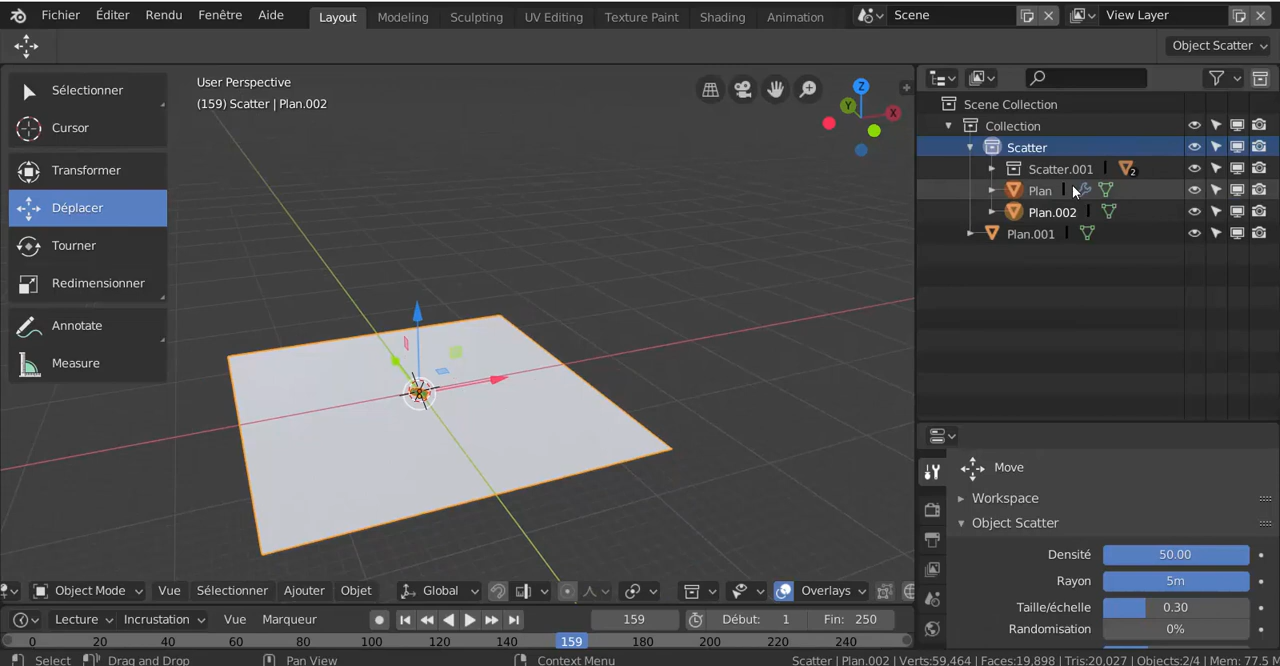 Fichier Éditer Rendu Fenêtre Aide Layout Modeling Sculpting UV Editing Texture Paint Shading Animation Scene View Layer
Object Scatter
Sélectionner
Cursor
Transformer
Déplacer
Tourner
Redimensionner
Annotate
Measure
User Perspective
(159) Scatter | Plan.002
Z
Y
X
Scene Collection
Collection
Scatter
Scatter.001 2
Plan
Plan.002
Plan.001
Move
Workspace
Object Scatter
Densité 50.00
Rayon 5m
Taille/échelle 0.30
Randomisation 0%
Object Mode Vue Sélectionner Ajouter Objet Global Overlays
Lecture Incrustation Vue Marqueur 159 Début: 1 Fin: 250
0 20 40 60 80 100 120 140 159 180 200 220 240
Select Drag and Drop Pan View Context Menu Scatter | Plan.002 | Verts:59,464 | Faces:19,898 | Tris:20,027 | Objects:2/4 | Mem: 77.5 M